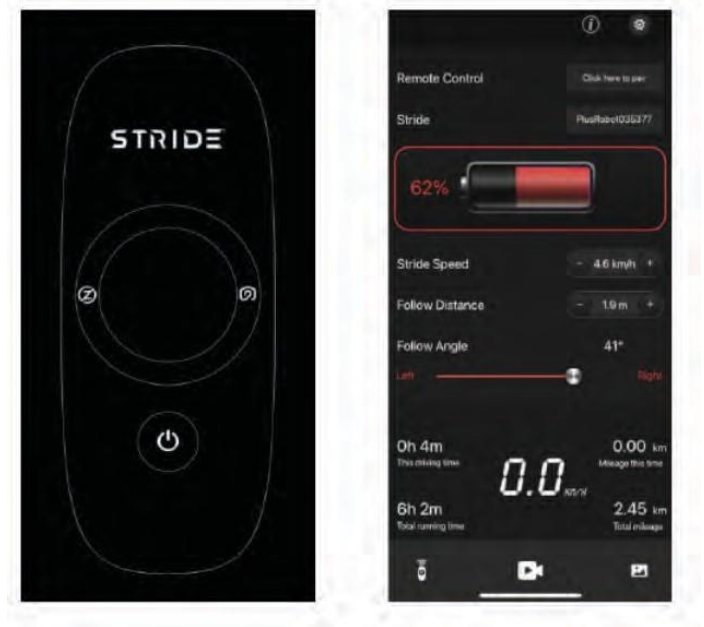 STRIDE
Remote Control
Click here to pair
Stride
PlusRobot035377
62%
Stride Speed
- 4.6 km/h +
Follow Distance
- 1.9 m +
Follow Angle
41°
Left
Right
0h 4m
This driving time
0.00 km
Mileage this time
0.0 KM/H
6h 2m
Total running time
2.45 km
Total mileage